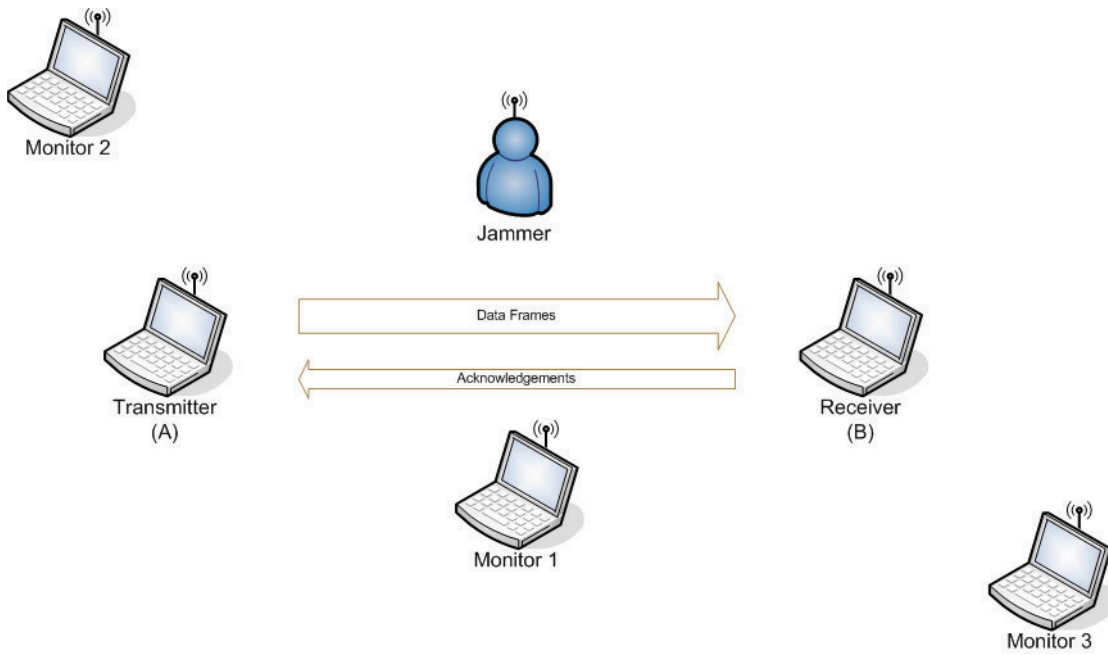 Monitor 2
Jammer
Data Frames
Acknowledgements
Transmitter
(A)
Receiver
(B)
Monitor 1
Monitor 3